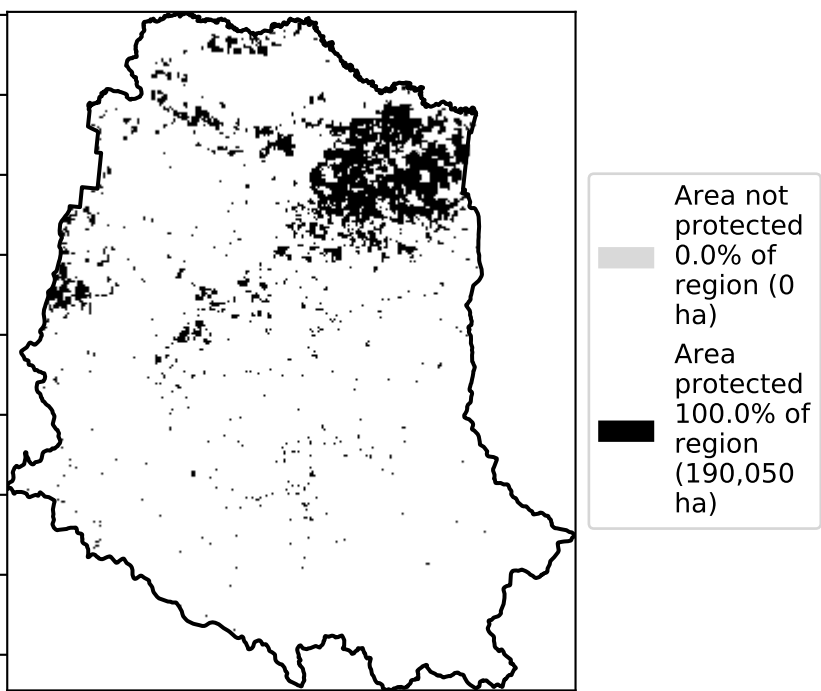 Area not
protected
0.0% of
region (0
ha)
Area
protected
100.0% of
region
(190,050
ha)